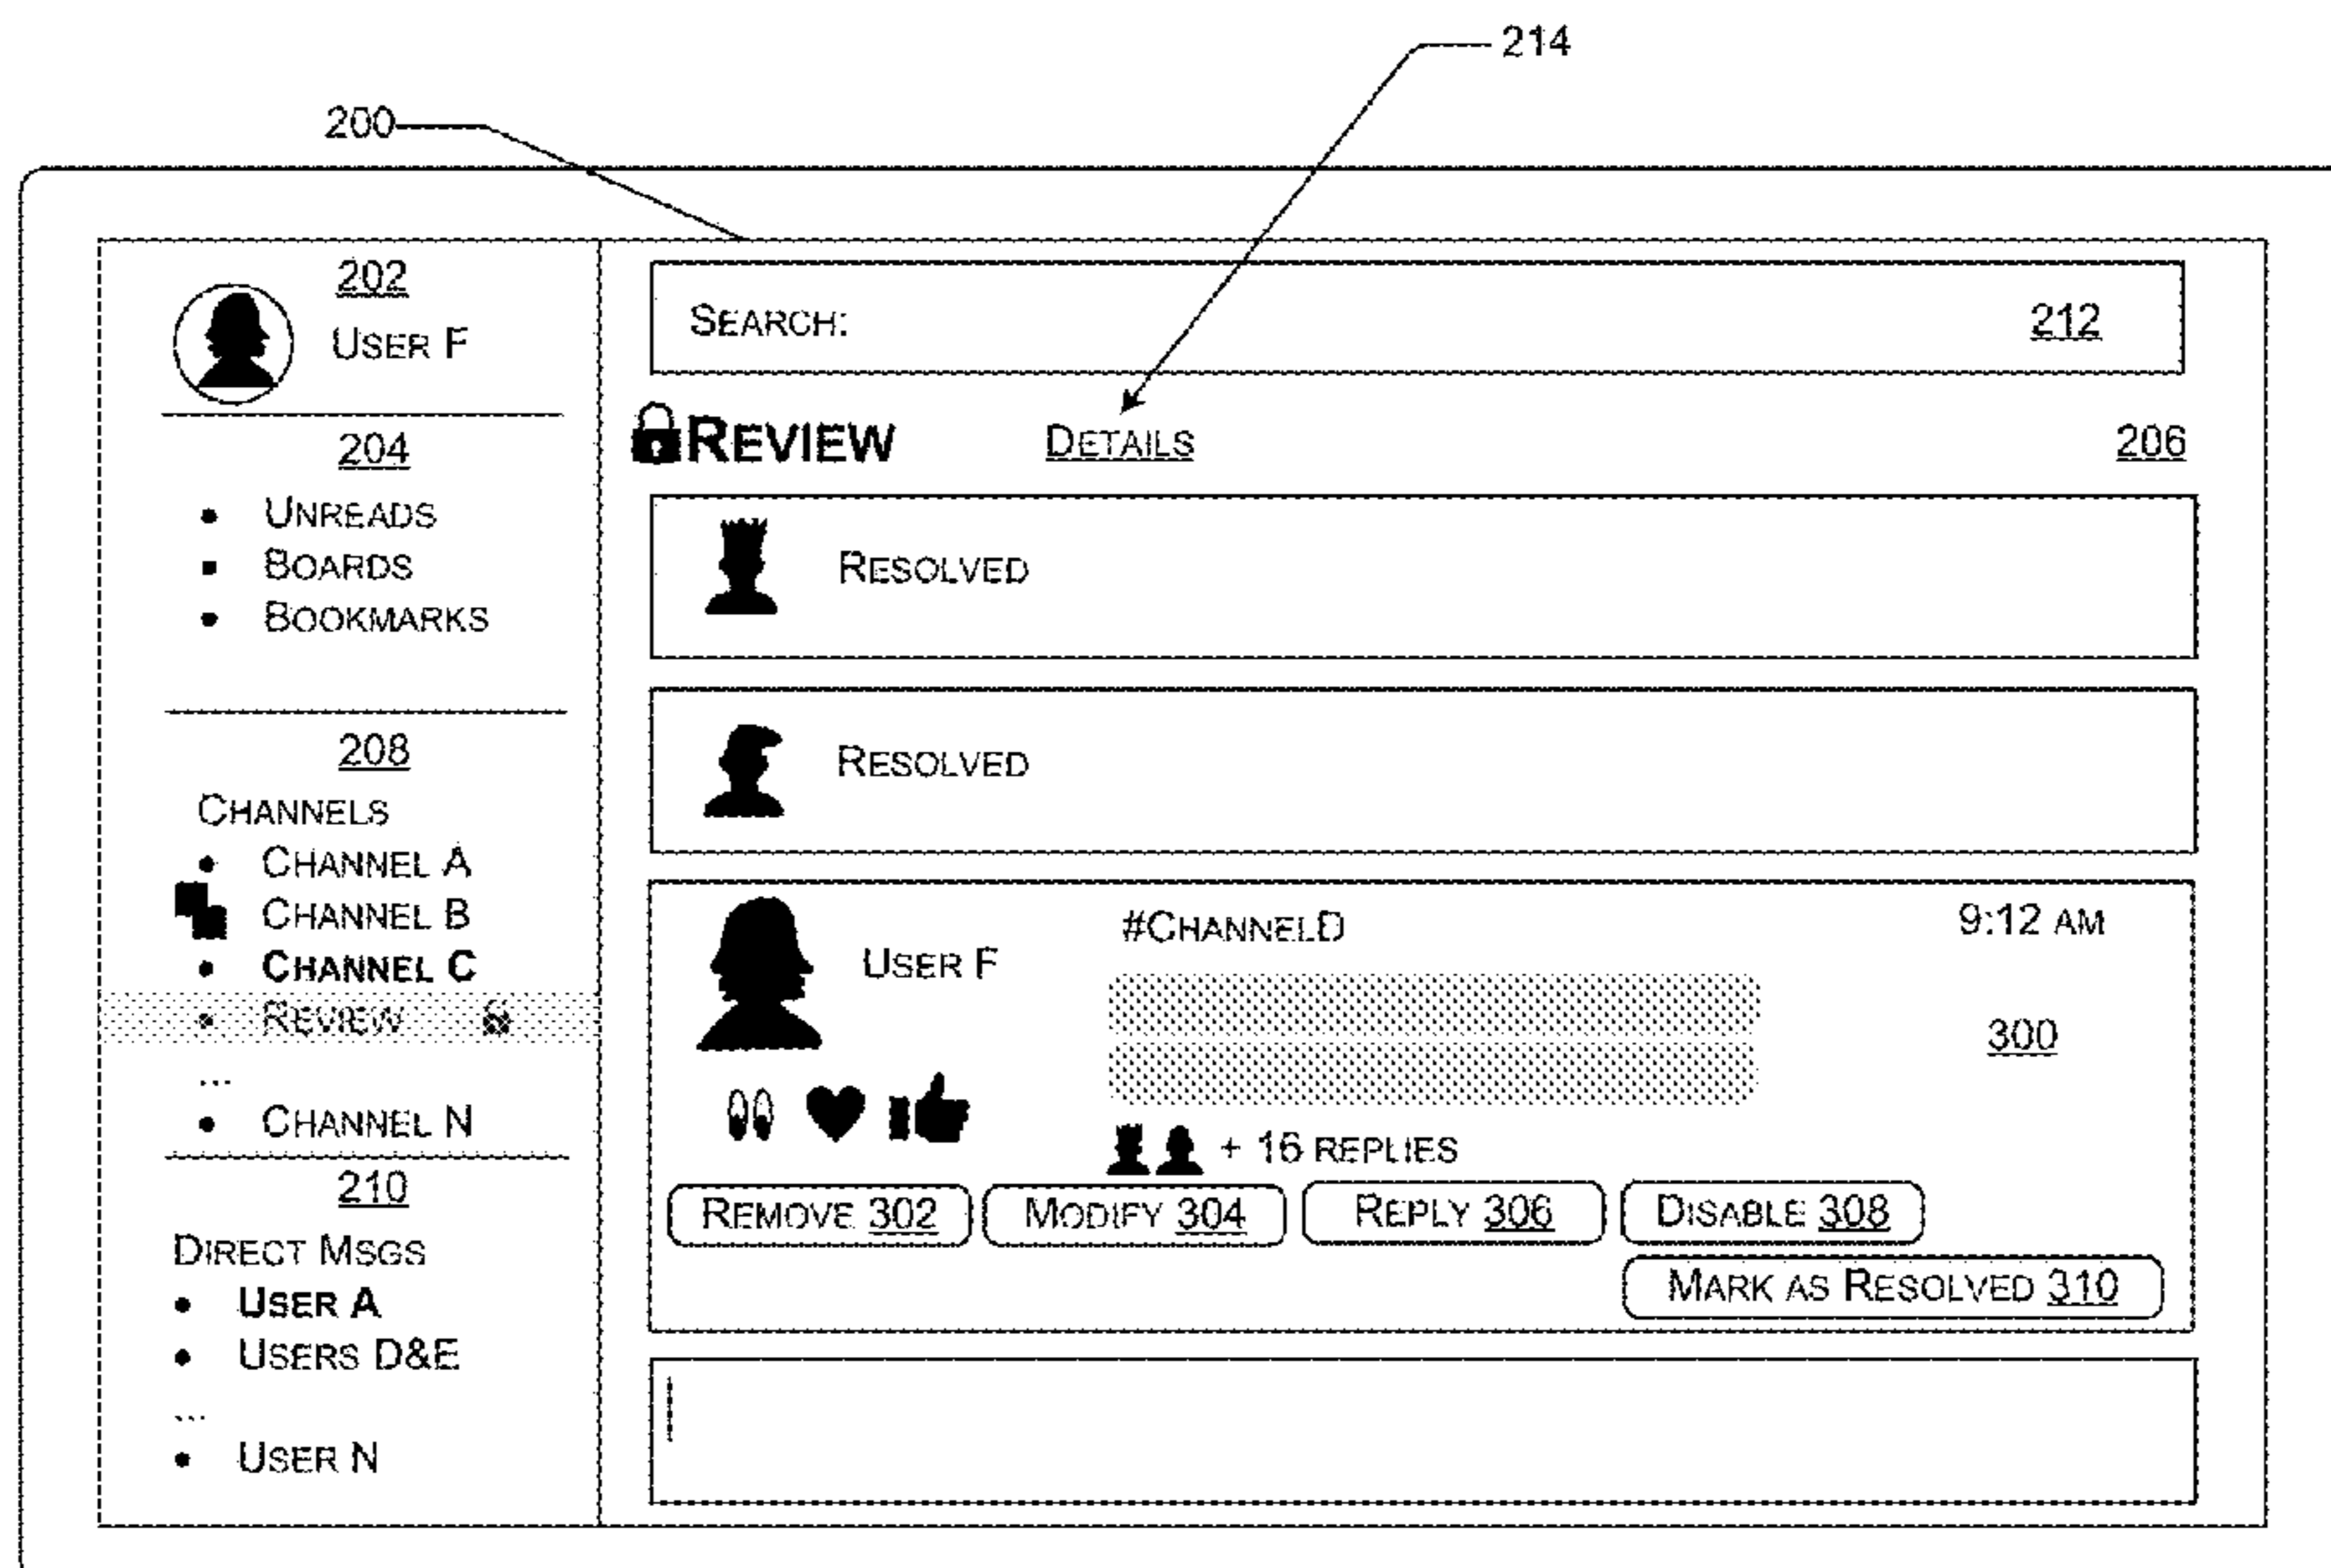 214
200
202
USER F
204
• UNREADS
▪ BOARDS
• BOOKMARKS
208
CHANNELS
• CHANNEL A
CHANNEL B
• CHANNEL C
• REVIEW
...
• CHANNEL N
210
DIRECT MSGS
• USER A
• USERS D&E
...
• USER N
SEARCH: 212
REVIEW DETAILS 206
RESOLVED
RESOLVED
USER F #CHANNELD 9:12 AM
300
+ 16 REPLIES
REMOVE 302 MODIFY 304 REPLY 306 DISABLE 308
MARK AS RESOLVED 310